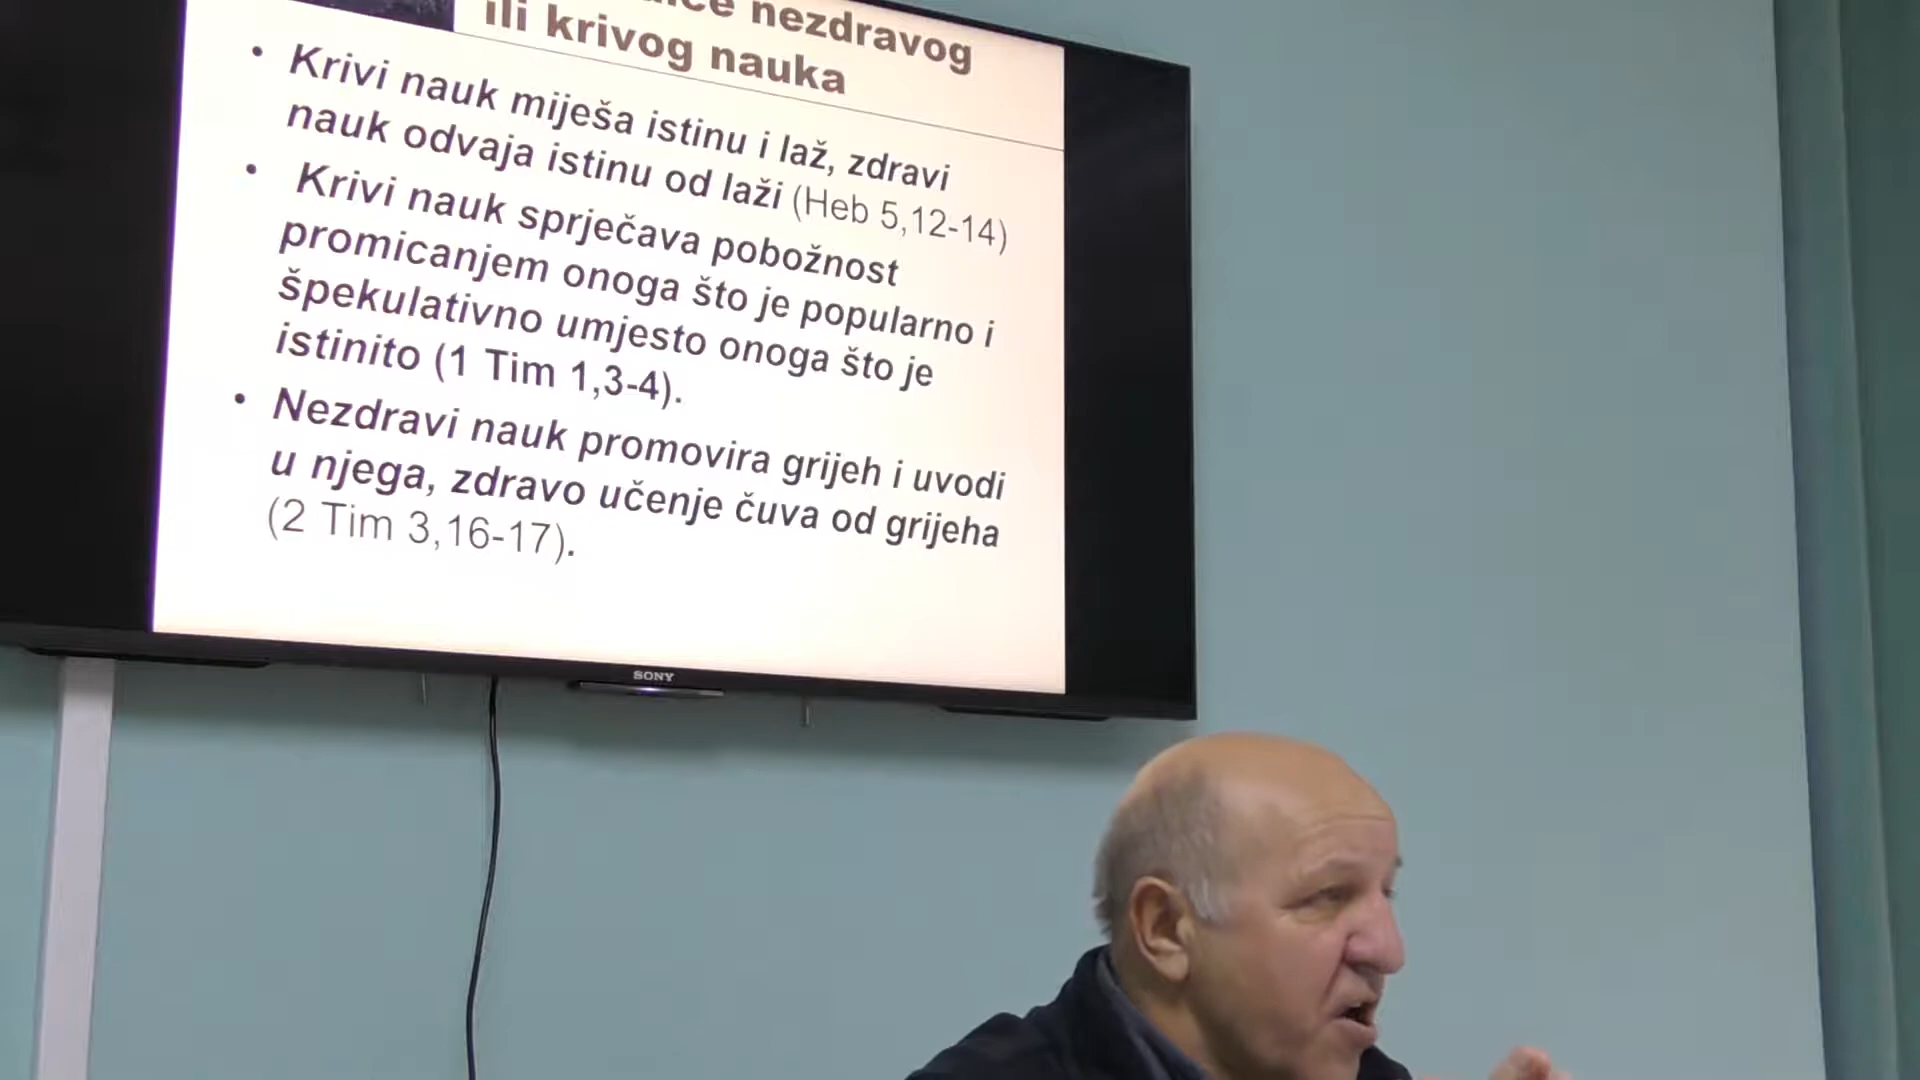 nezdravog
ili krivog nauka
• Krivi nauk miješa istinu i laž, zdravi
nauk odvaja istinu od laži (Heb 5,12-14)
• Krivi nauk sprječava pobožnost
promicanjem onoga što je popularno i
špekulativno umjesto onoga što je
istinito (1 Tim 1,3-4).
• Nezdravi nauk promovira grijeh i uvodi
u njega, zdravo učenje čuva od grijeha
(2 Tim 3,16-17).
SONY